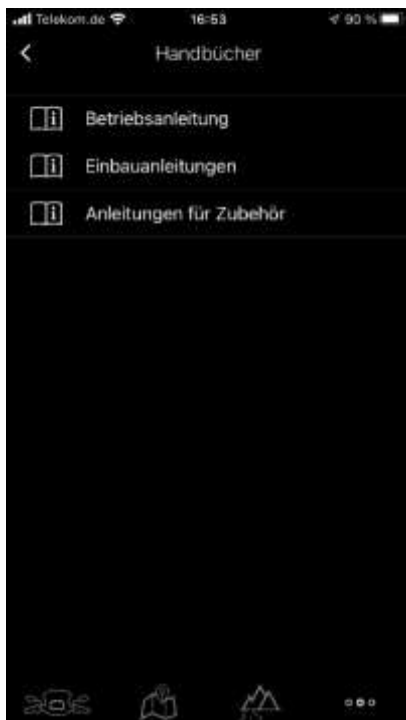 Telekom.de 16:53 90 %
Handbücher
Betriebsanleitung
Einbauanleitungen
Anleitungen für Zubehör